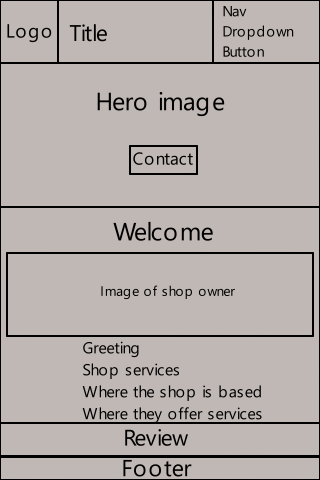 Logo
Title
Nav
Dropdown
Button
Hero image
Contact
Welcome
Image of shop owner
Greeting
Shop services
Where the shop is based
Where they offer services
Review
Footer